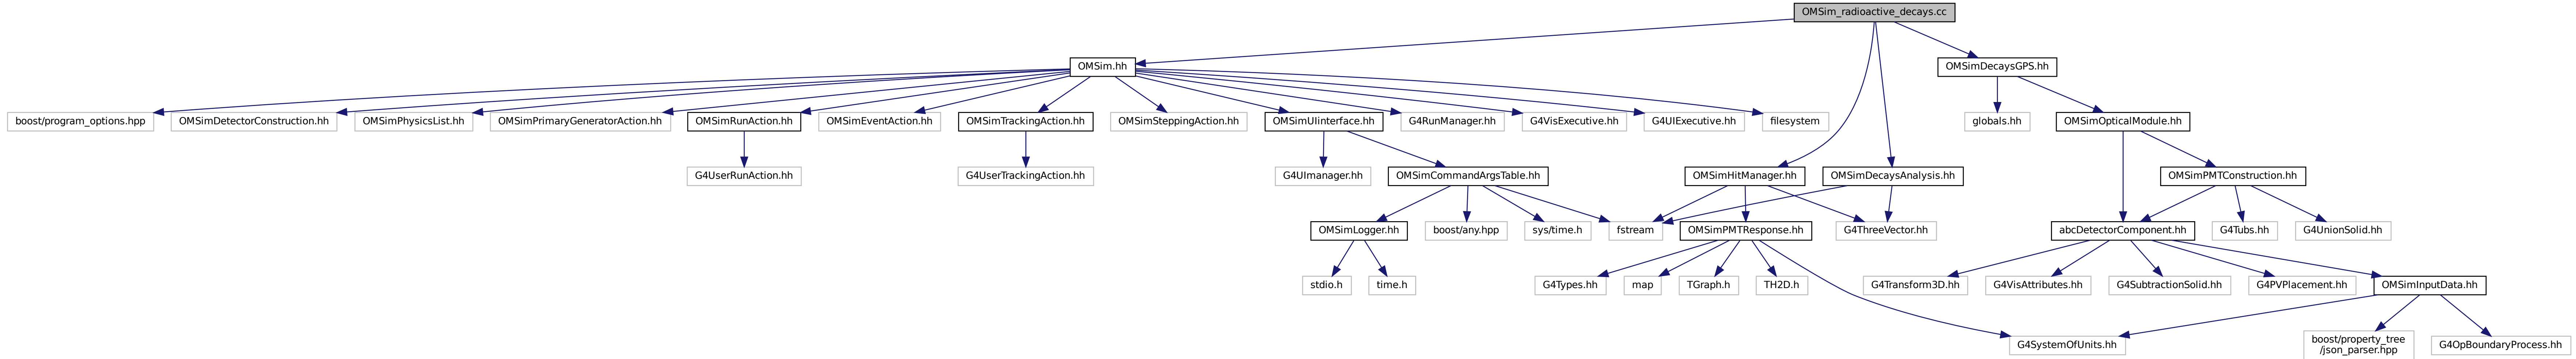 OMSim_radioactive_decays.cc
OMSim.hh
OMSimDecaysGPS.hh
boost/program_options.hpp
OMSimDetectorConstruction.hh
OMSimPhysicsList.hh
OMSimPrimaryGeneratorAction.hh
OMSimRunAction.hh
OMSimEventAction.hh
OMSimTrackingAction.hh
OMSimSteppingAction.hh
OMSimUIinterface.hh
G4RunManager.hh
G4VisExecutive.hh
G4UIExecutive.hh
filesystem
globals.hh
OMSimOpticalModule.hh
G4UserRunAction.hh
G4UserTrackingAction.hh
G4UImanager.hh
OMSimCommandArgsTable.hh
OMSimHitManager.hh
OMSimDecaysAnalysis.hh
OMSimPMTConstruction.hh
OMSimLogger.hh
boost/any.hpp
sys/time.h
fstream
OMSimPMTResponse.hh
G4ThreeVector.hh
abcDetectorComponent.hh
G4Tubs.hh
G4UnionSolid.hh
stdio.h
time.h
G4Types.hh
map
TGraph.h
TH2D.h
G4Transform3D.hh
G4VisAttributes.hh
G4SubtractionSolid.hh
G4PVPlacement.hh
OMSimInputData.hh
G4SystemOfUnits.hh
boost/property_tree
/json_parser.hpp
G4OpBoundaryProcess.hh